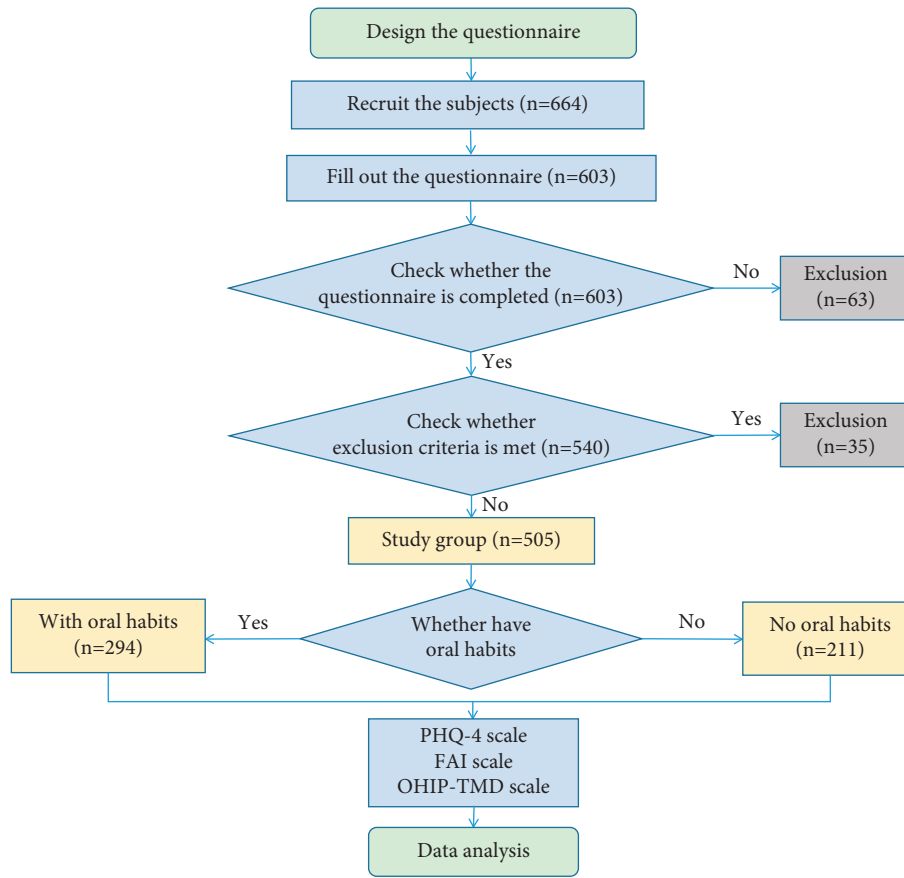 Design the questionnaire
Recruit the subjects (n=664)
Fill out the questionnaire (n=603)
Check whether the
questionnaire is completed (n=603)
No
Exclusion
(n=63)
Yes
Check whether
exclusion criteria is met (n=540)
Yes
Exclusion
(n=35)
No
Study group (n=505)
With oral habits
(n=294)
Yes
Whether have
oral habits
No
No oral habits
(n=211)
PHQ-4 scale
FAI scale
OHIP-TMD scale
Data analysis